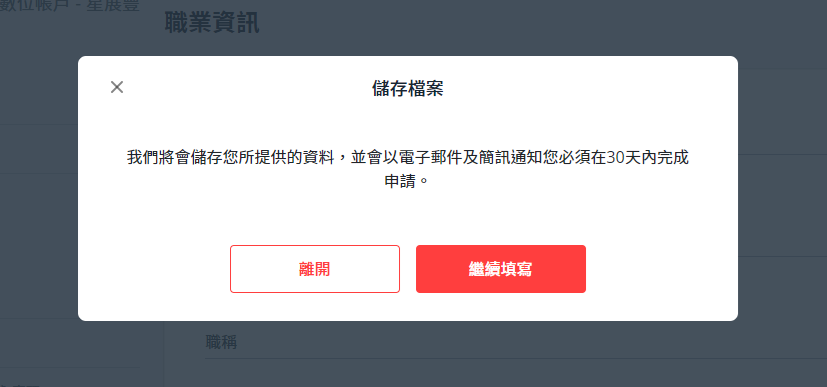 數位帳戶 - 星展豐
職業資訊
儲存檔案
我們將會儲存您所提供的資料，並會以電子郵件及簡訊通知您必須在30天內完成
申請。
離開
繼續填寫
職稱